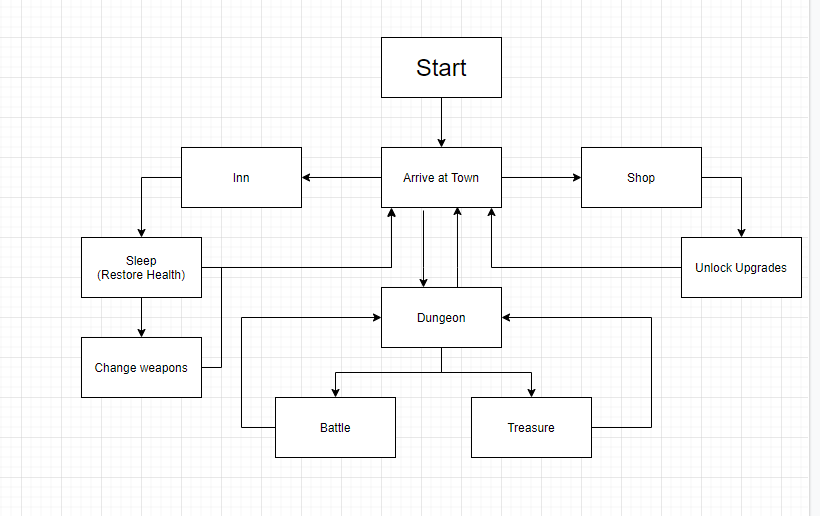 Start
Inn
Arrive at Town
Shop
Sleep
(Restore Health)
Unlock Upgrades
Dungeon
Change weapons
Battle
Treasure